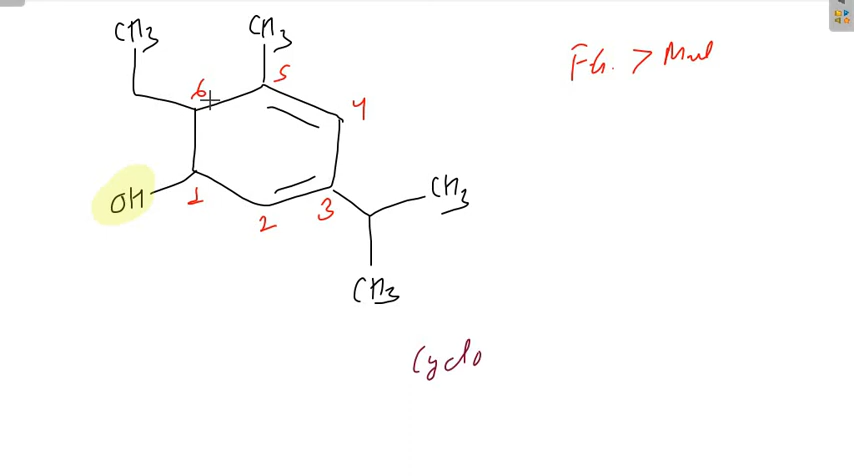 CH3 CH3
F.G. > Mul
6 5
4
OH 1 2 3 CH3
CH3
Cyclo